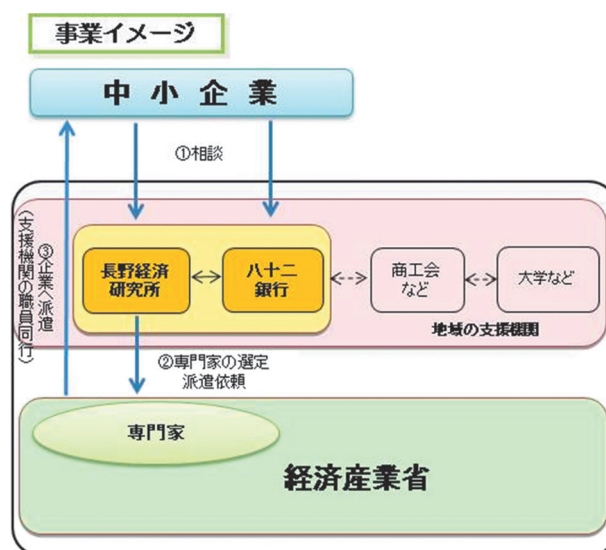 事業イメージ
中小企業
①相談
③企業へ派遣
(支援機関の職員同行)
長野経済
研究所
八十二
銀行
商工会
など
大学など
地域の支援機関
②専門家の選定
派遣依頼
専門家
経済産業省